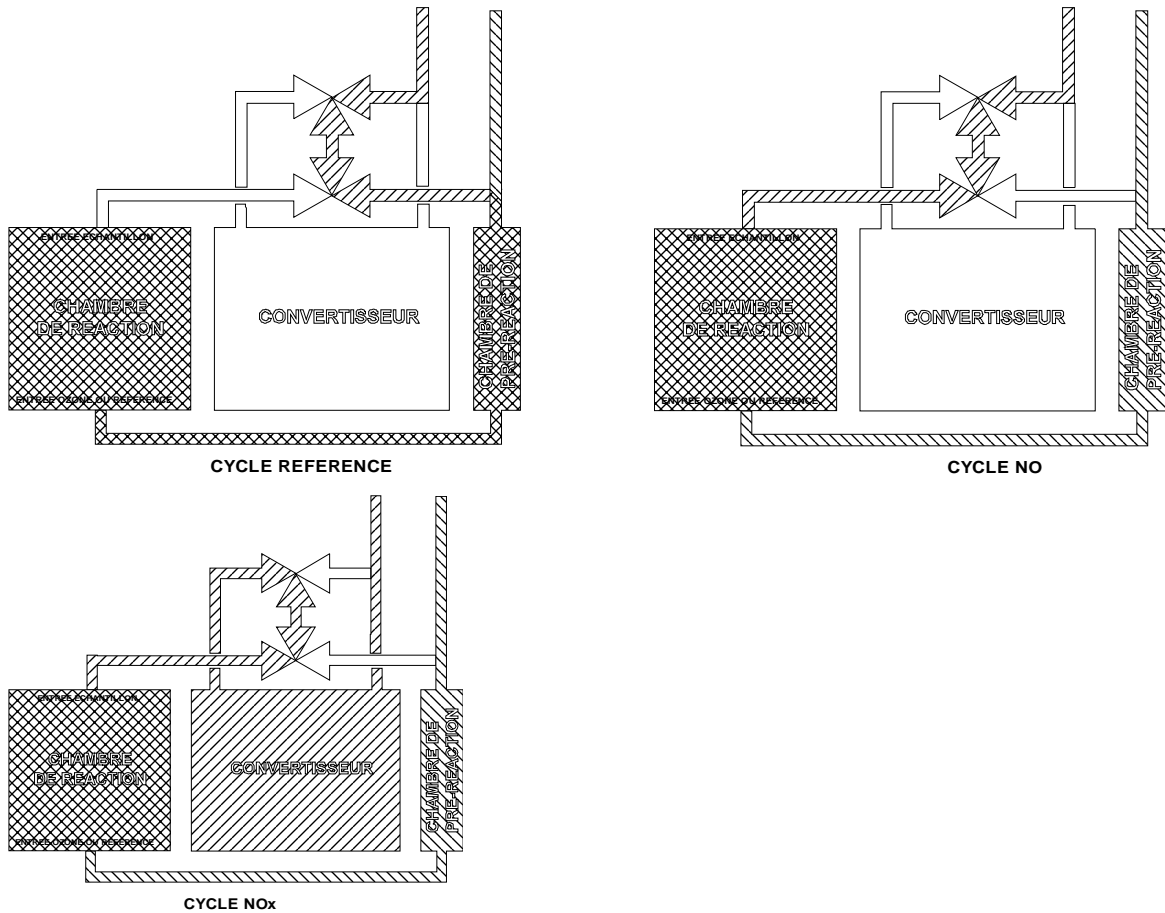 ENTREE ECHANTILLON
CHAMBRE
DE REACTION
ENTREE OZONE OU REFERENCE
CONVERTISSEUR
CHAMBRE DE
PRE-REACTION
CYCLE REFERENCE
ENTREE ECHANTILLON
CHAMBRE
DE REACTION
ENTREE OZONE OU REFERENCE
CONVERTISSEUR
CHAMBRE DE
PRE-REACTION
CYCLE NO
ENTREE ECHANTILLON
CHAMBRE
DE REACTION
ENTREE OZONE OU REFERENCE
CONVERTISSEUR
CHAMBRE DE
PRE-REACTION
CYCLE NOx